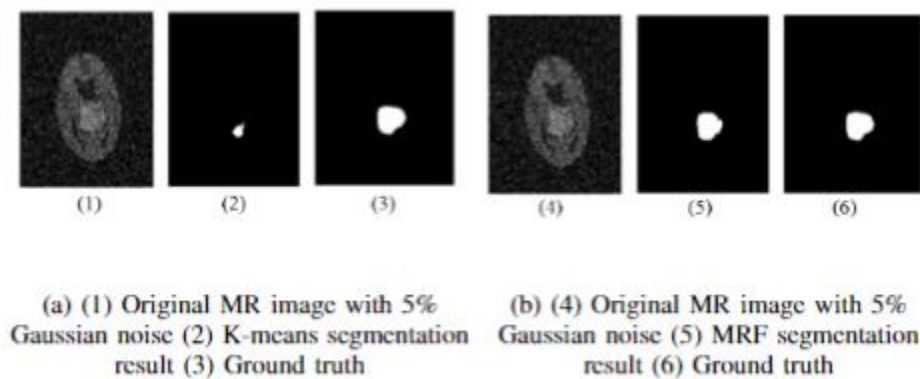 (1) (2) (3) (4) (5) (6)
(a) (1) Original MR image with 5%
Gaussian noise (2) K-means segmentation
result (3) Ground truth
(b) (4) Original MR image with 5%
Gaussian noise (5) MRF segmentation
result (6) Ground truth